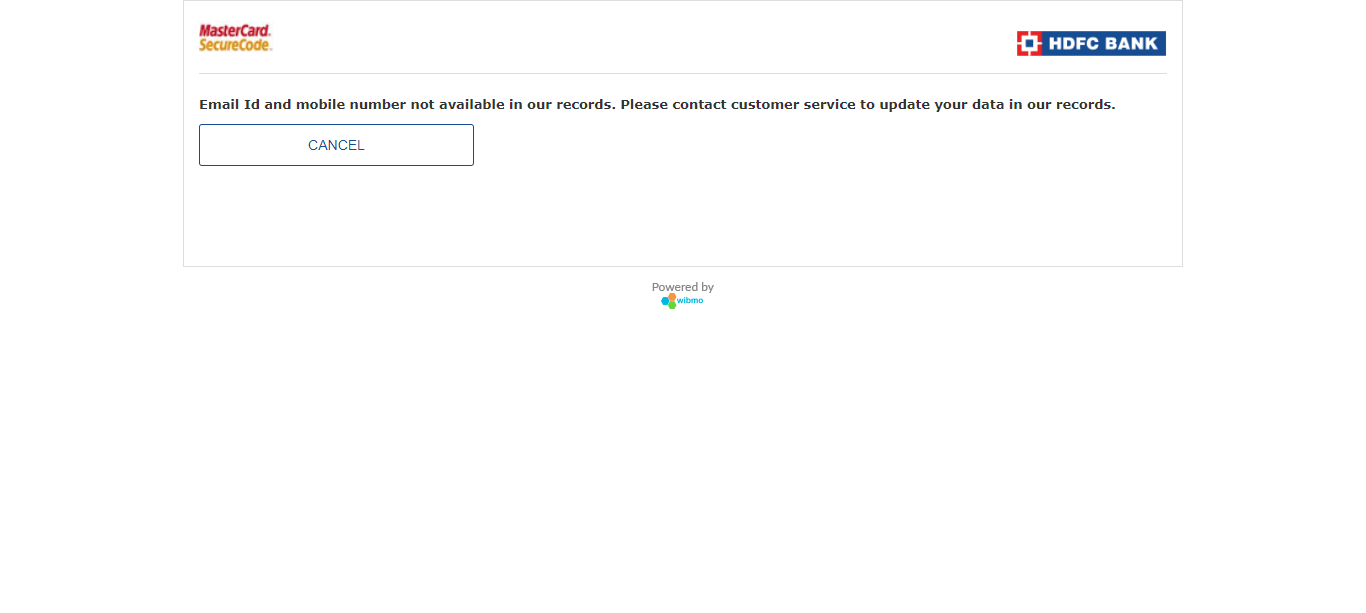 MasterCard.
SecureCode.
HDFC BANK
Email Id and mobile number not available in our records. Please contact customer service to update your data in our records.
CANCEL
Powered by
wibmo